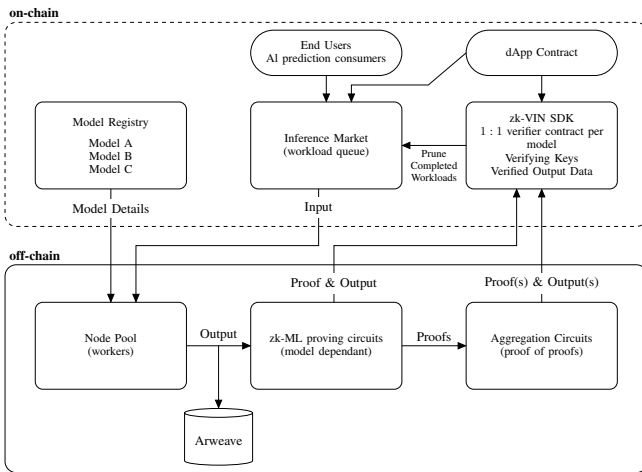 on-chain
End Users
AI prediction consumers
dApp Contract
Model Registry
Model A
Model B
Model C
Inference Market
(workload queue)
Prune
Completed
Workloads
zk-VIN SDK
1 : 1 verifier contract per
model
Verifying Keys
Verified Output Data
Model Details
Input
off-chain
Proof & Output
Proof(s) & Output(s)
Node Pool
(workers)
Output
zk-ML proving circuits
(model dependant)
Proofs
Aggregation Circuits
(proof of proofs)
Arweave